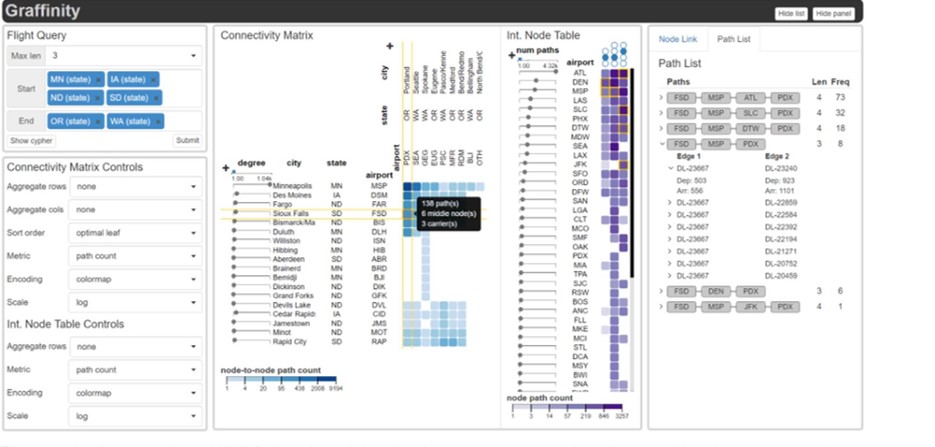 Graffinity
Hide list Hide panel
Flight Query
Max len 3
Start MN (state) × IA (state) ×
ND (state) × SD (state) ×
End OR (state) × WA (state) ×
Show cypher Submit
Connectivity Matrix Controls
Aggregate rows none
Aggregate cols none
Sort order optimal leaf
Metric path count
Encoding colormap
Scale log
Int. Node Table Controls
Aggregate rows none
Metric path count
Encoding colormap
Scale log
Connectivity Matrix
city Portland Seattle Spokane Eugene Pasco/Kenne Medford Bend/Redmo Bellingham North Bend/C
state OR WA WA OR WA OR OR WA OR
airport PDX SEA GEG EUG PSC MFR RDM BLI OTH
degree city state airport
1.00 1.04k
Minneapolis MN MSP
Des Moines IA DSM
Fargo ND FAR
Sioux Falls SD FSD
Bismarck/Ma ND BIS
Duluth MN DLH
Williston ND ISN
Hibbing MN HIB
Aberdeen SD ABR
Brainerd MN BRD
Bemidji MN BJI
Dickinson ND DIK
Grand Forks ND GFK
Devils Lake ND DVL
Cedar Rapids IA CID
Jamestown ND JMS
Minot ND MOT
Rapid City SD RAP
138 path(s)
6 middle node(s)
3 carrier(s)
node-to-node path count
1 4 20 85 438 2008 9194
Int. Node Table
num paths airport
1.00 4.32k
ATL
DEN
MSP
LAS
SLC
PHX
DTW
MDW
SEA
LAX
JFK
SFO
ORD
DFW
SAN
LGA
CLT
MCO
SMF
OAK
PDX
MIA
TPA
SJC
RSW
BOS
ANC
FLL
MKE
MCI
STL
DCA
MSY
BWI
SNA
node path count
1 3 14 57 219 846 3257
Node Link Path List
Path List
Paths Len Freq
FSD MSP ATL PDX 4 73
FSD MSP SLC PDX 4 32
FSD MSP DTW PDX 4 18
FSD MSP PDX 3 8
Edge 1 Edge 2
DL-23667 DL-23240
Dep: 503 Dep: 923
Arr: 556 Arr: 1101
DL-23667 DL-22859
DL-23667 DL-22584
DL-23667 DL-22392
DL-23667 DL-22194
DL-23667 DL-21271
DL-23667 DL-20752
DL-23667 DL-20459
FSD DEN PDX 3 6
FSD MSP JFK PDX 4 1